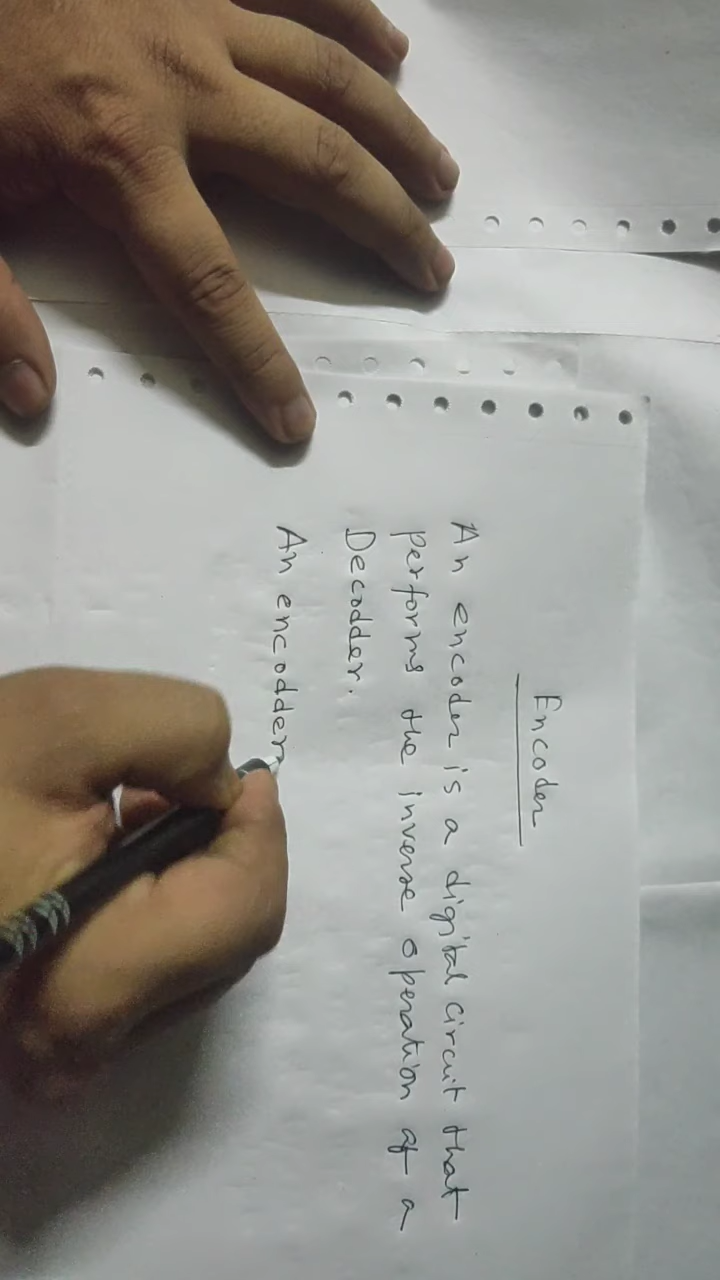 Encoder
An encoder is a digital circuit that
performs the inverse operation of a
Decodder.
An encodder